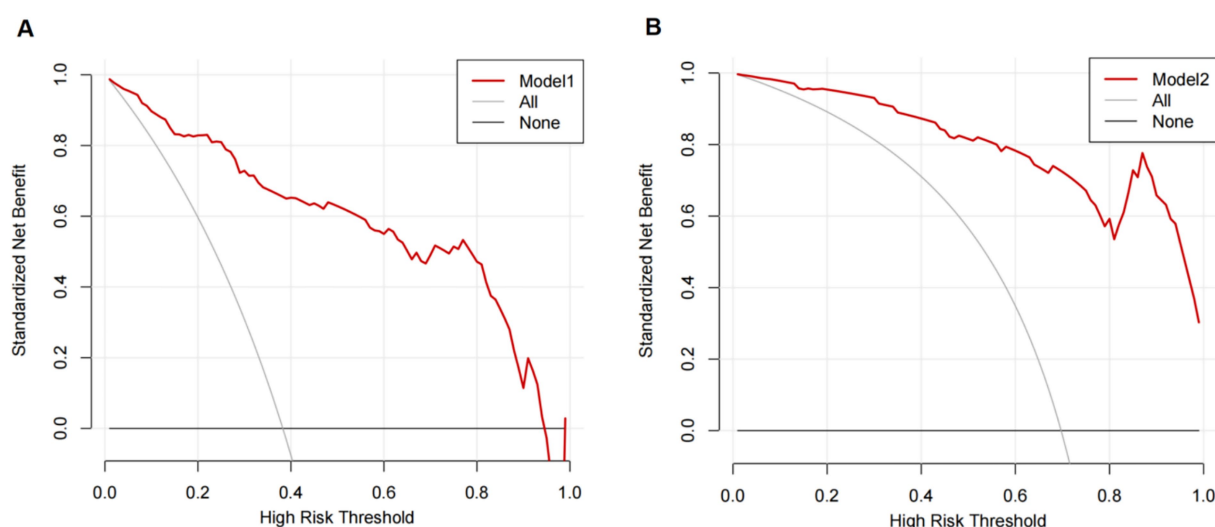 A
Model1
All
None
Standardized Net Benefit
1.0
0.8
0.6
0.4
0.2
0.0
0.0 0.2 0.4 0.6 0.8 1.0
High Risk Threshold
B
Model2
All
None
Standardized Net Benefit
1.0
0.8
0.6
0.4
0.2
0.0
0.0 0.2 0.4 0.6 0.8 1.0
High Risk Threshold